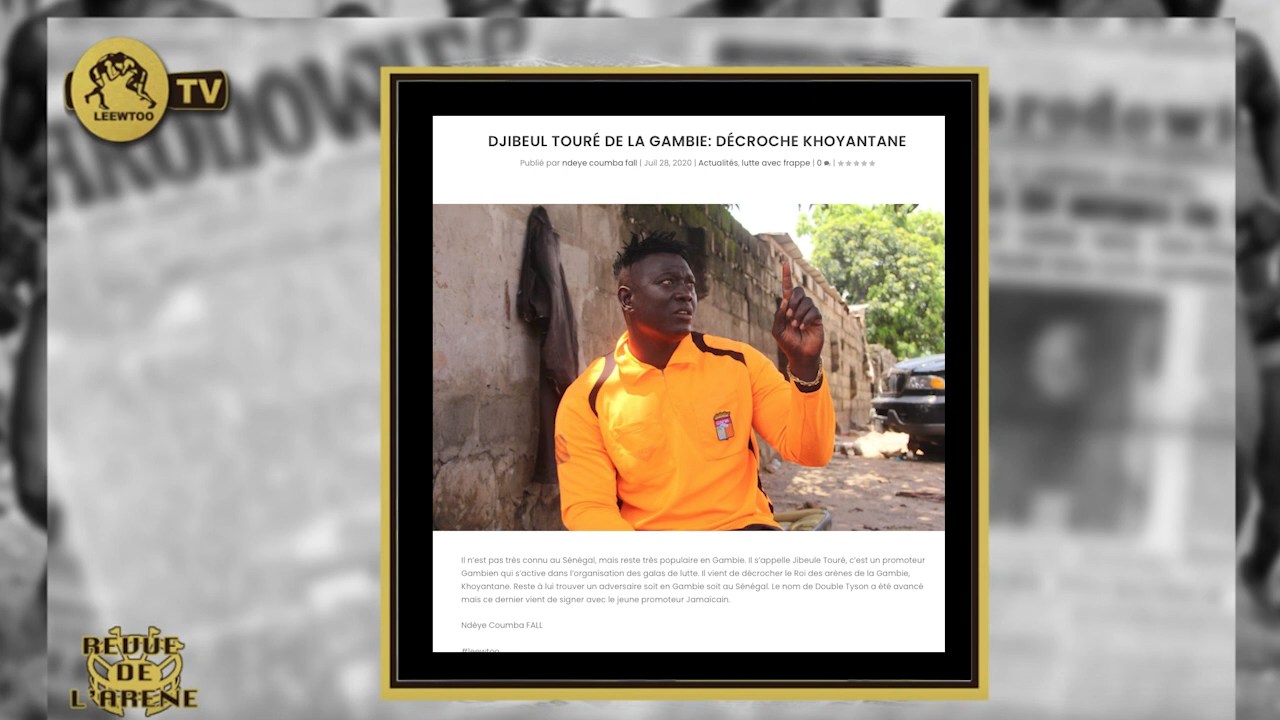 TV
LEEWTOO
DJIBEUL TOURÉ DE LA GAMBIE: DÉCROCHE KHOYANTANE
Publié par ndeye coumba fall | Juil 28, 2020 | Actualités, lutte avec frappe | 0 |
Il n'est pas très connu au Sénégal, mais reste très populaire en Gambie. Il s'appelle Jibeule Touré, c'est un promoteur
Gambien qui s'active dans l'organisation des galas de lutte. Il vient de décrocher le Roi des arènes de la Gambie,
Khoyantane. Reste à lui trouver un adversaire soit en Gambie soit au Sénégal. Le nom de Double Tyson a été avancé
mais ce dernier vient de signer avec le jeune promoteur Jamaïcain.
Ndéye Coumba FALL
#leewtoo
REVUE
DE
L'ARENE